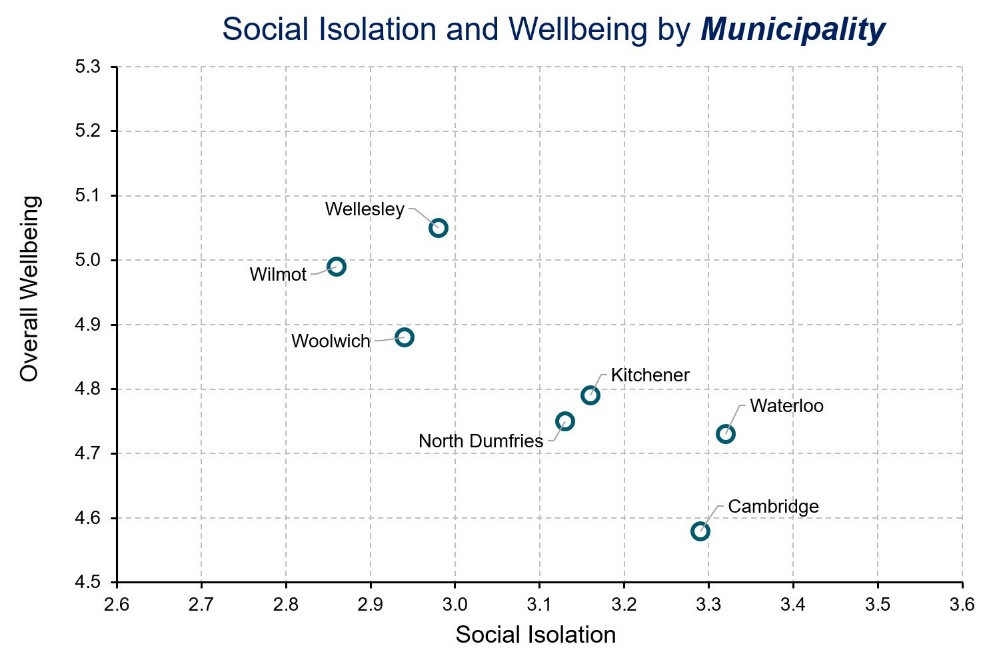 Social Isolation and Wellbeing by Municipality
5.3
5.2
5.1
5.0
4.9
4.8
4.7
4.6
4.5
Overall Wellbeing
Wellesley
Wilmot
Woolwich
Kitchener
Waterloo
North Dumfries
Cambridge
2.6 2.7 2.8 2.9 3.0 3.1 3.2 3.3 3.4 3.5 3.6
Social Isolation